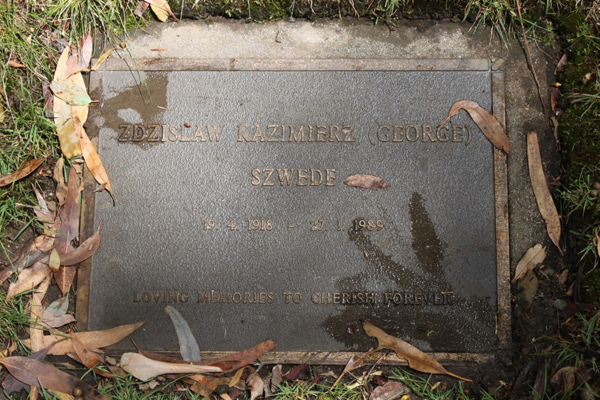 ZDZISLAW KAZIMIERZ (GEORGE)
SZWEDE
19. 4. 1918 – 27. 1. 1989
LOVING MEMORIES TO CHERISH FOREVER